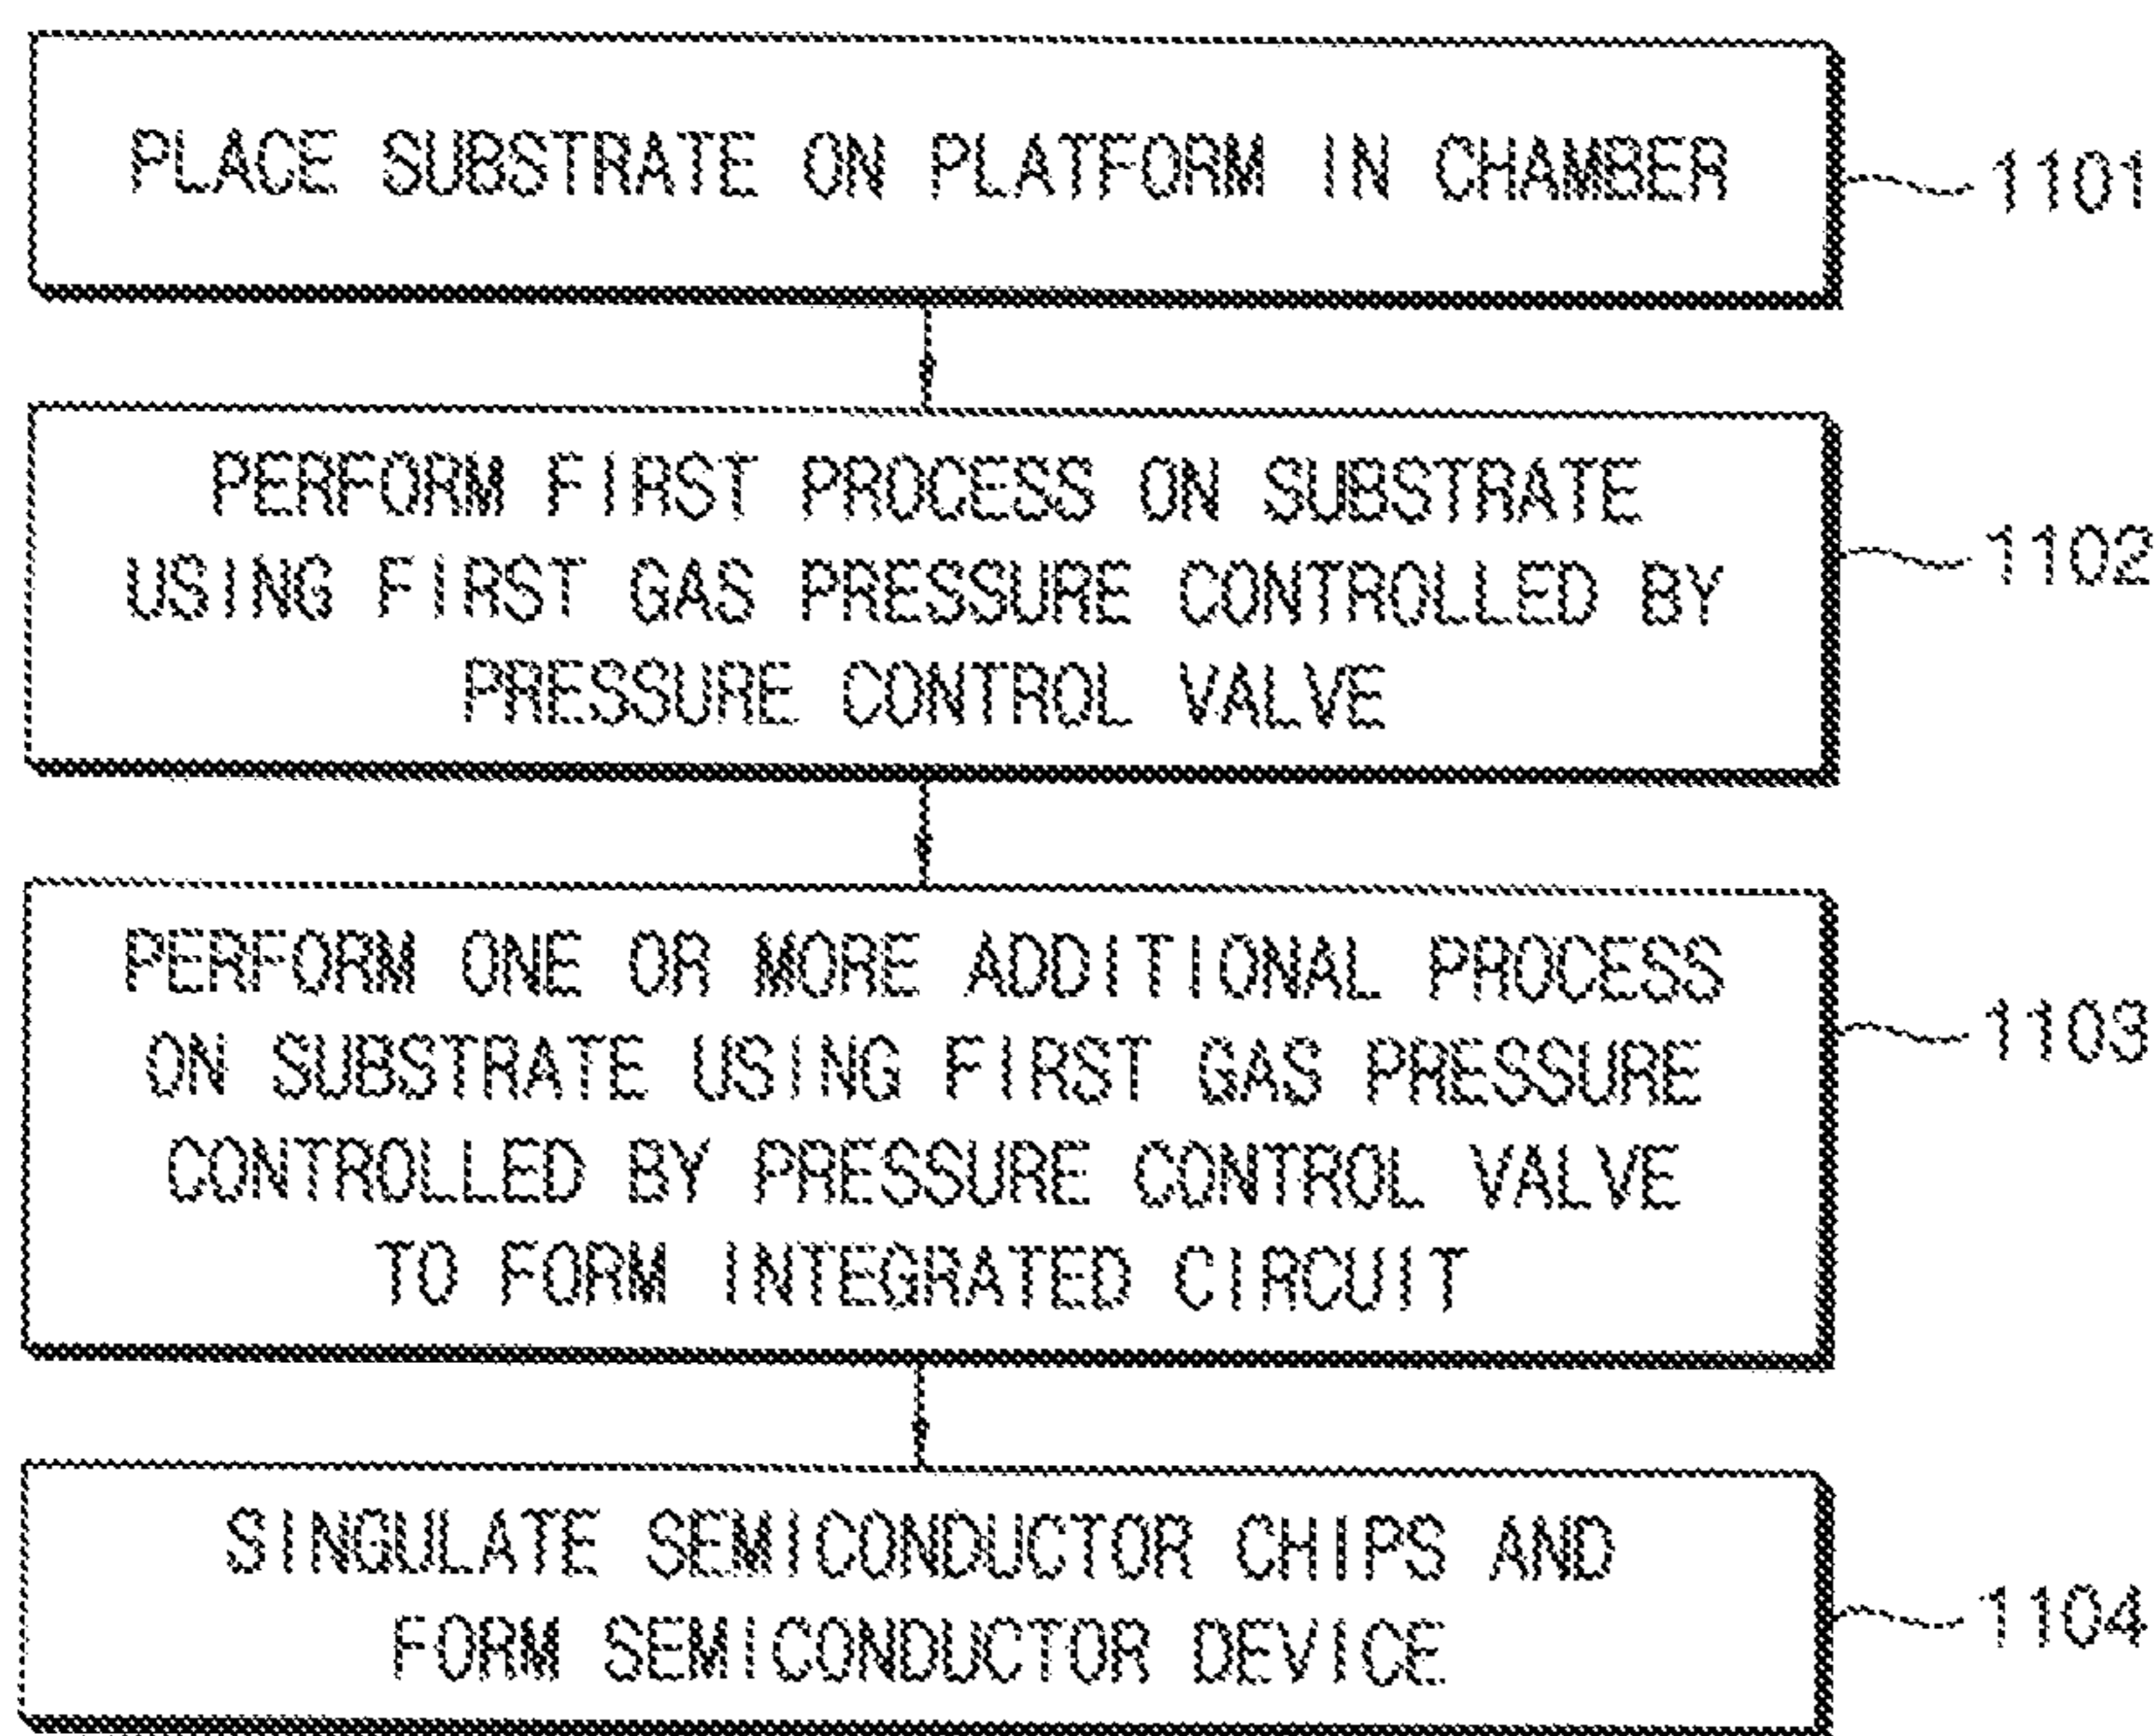 PLACE SUBSTRATE ON PLATFORM IN CHAMBER
1101
PERFORM FIRST PROCESS ON SUBSTRATE
USING FIRST GAS PRESSURE CONTROLLED BY
PRESSURE CONTROL VALVE
1102
PERFORM ONE OR MORE ADDITIONAL PROCESS
ON SUBSTRATE USING FIRST GAS PRESSURE
CONTROLLED BY PRESSURE CONTROL VALVE
TO FORM INTEGRATED CIRCUIT
1103
SINGULATE SEMICONDUCTOR CHIPS AND
FORM SEMICONDUCTOR DEVICE
1104